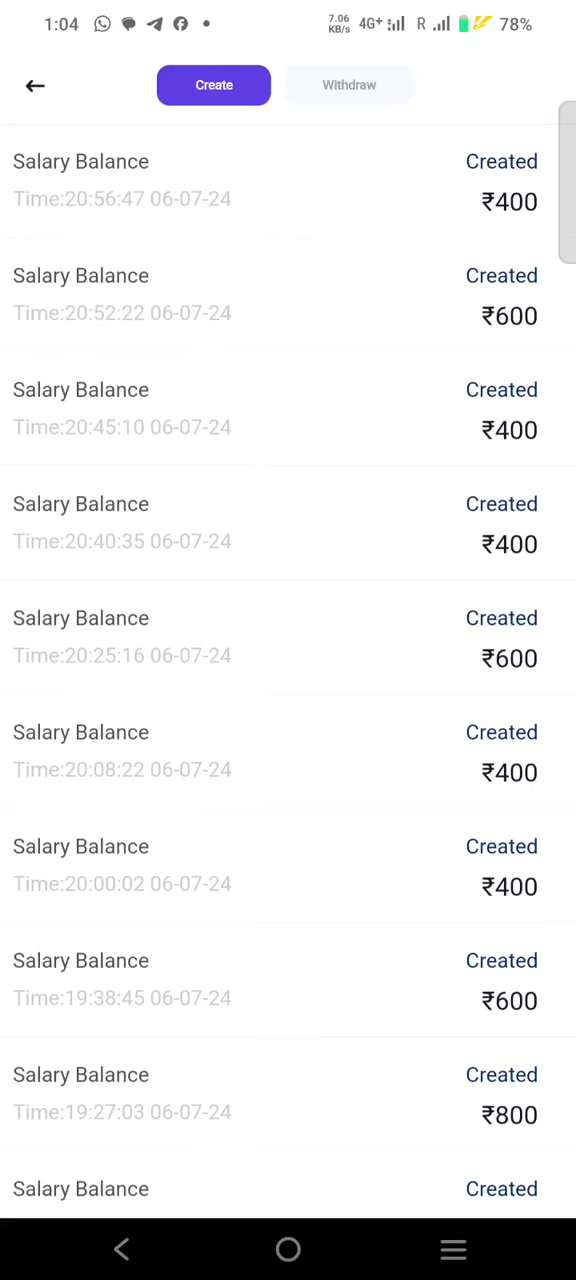 1:04
7.06
KB/s
4G+
R
78%
Create
Withdraw
Salary Balance
Created
Time:20:56:47 06-07-24
₹400
Salary Balance
Created
Time:20:52:22 06-07-24
₹600
Salary Balance
Created
Time:20:45:10 06-07-24
₹400
Salary Balance
Created
Time:20:40:35 06-07-24
₹400
Salary Balance
Created
Time:20:25:16 06-07-24
₹600
Salary Balance
Created
Time:20:08:22 06-07-24
₹400
Salary Balance
Created
Time:20:00:02 06-07-24
₹400
Salary Balance
Created
Time:19:38:45 06-07-24
₹600
Salary Balance
Created
Time:19:27:03 06-07-24
₹800
Salary Balance
Created